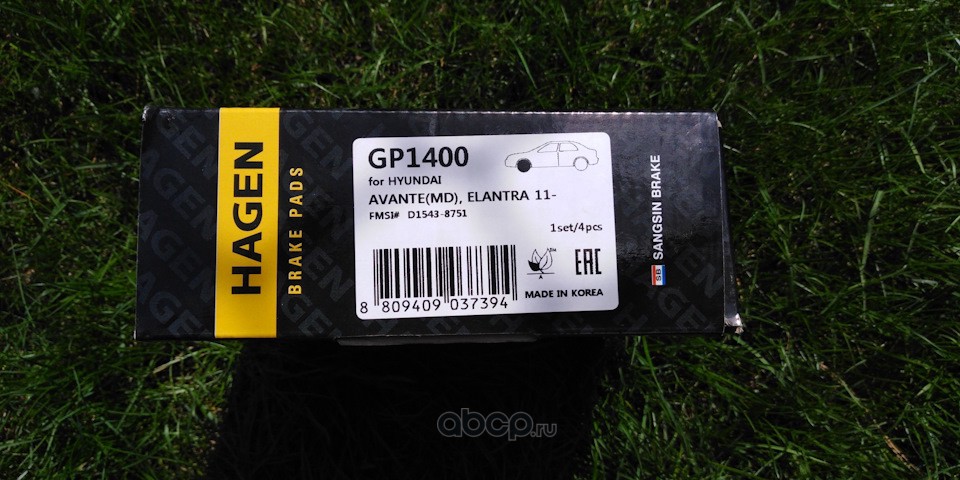 HAGEN
BRAKE PADS
GP1400
for HYUNDAI
AVANTE(MD), ELANTRA 11-
FMSI# D1543-8751
1set/4pcs
8 809409 037394
EAC
MADE IN KOREA
SB SANGSIN BRAKE
abcp.ru